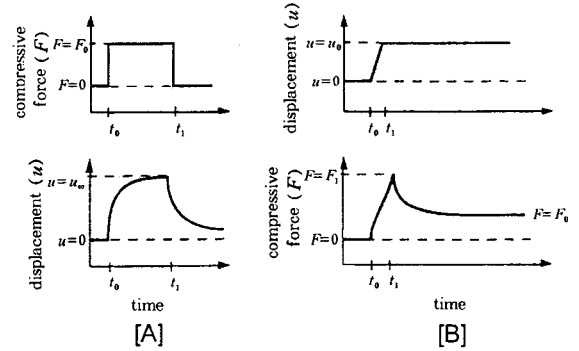 compressive
force (F)
F = F₀
F = 0
t₀
t₁
displacement (u)
u = u∞
u = 0
t₀
t₁
time
[A]
displacement (u)
u = u₀
u = 0
t₀
t₁
compressive
force (F)
F = F₁
F = F₀
F = 0
t₀
t₁
time
[B]